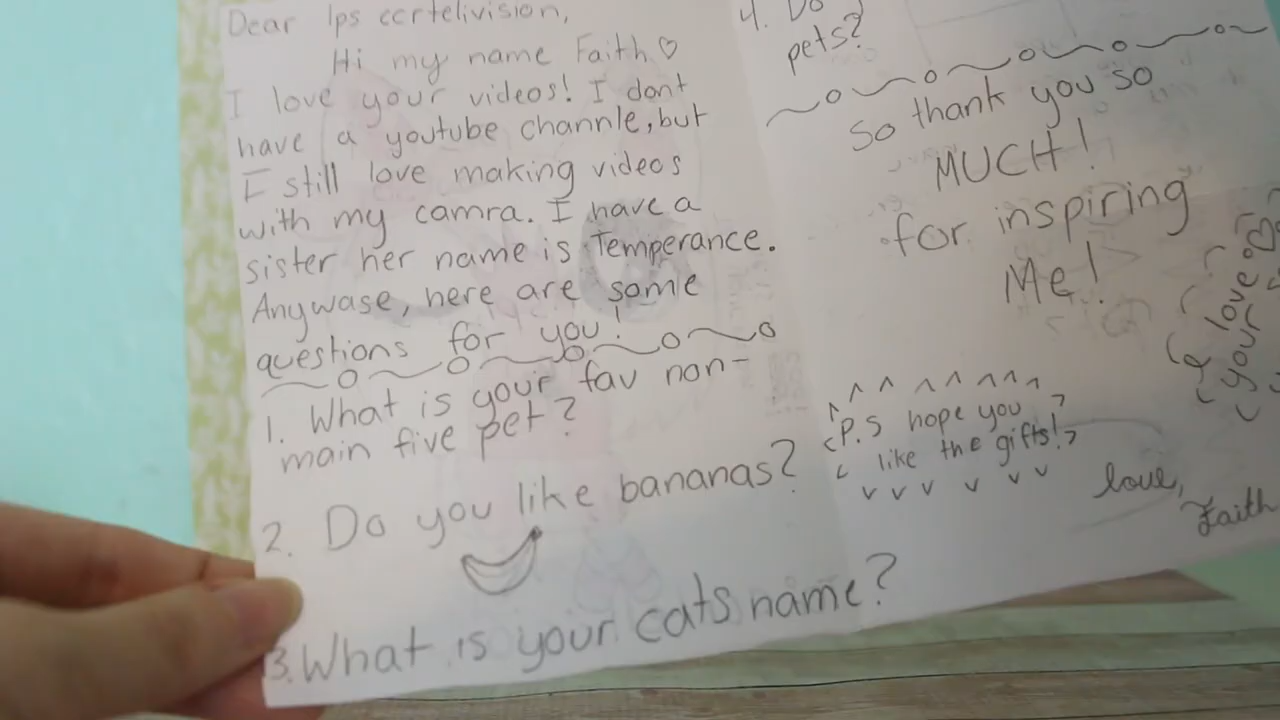 Dear lps ccrtelivision,
Hi my name Faith♡
I love your videos! I dont
have a youtube channle, but
I still love making videos
with my camra. I have a
sister her name is Temperance.
Anywase, here are some
questions for you!
1. What is your fav non-
main five pet?
2. Do you like bananas?
3. What is your cats name?
4. Do
pets?
So thank you so
MUCH!
for inspiring
Me!
P.S hope you
like the gifts!
love,
Faith
love
your